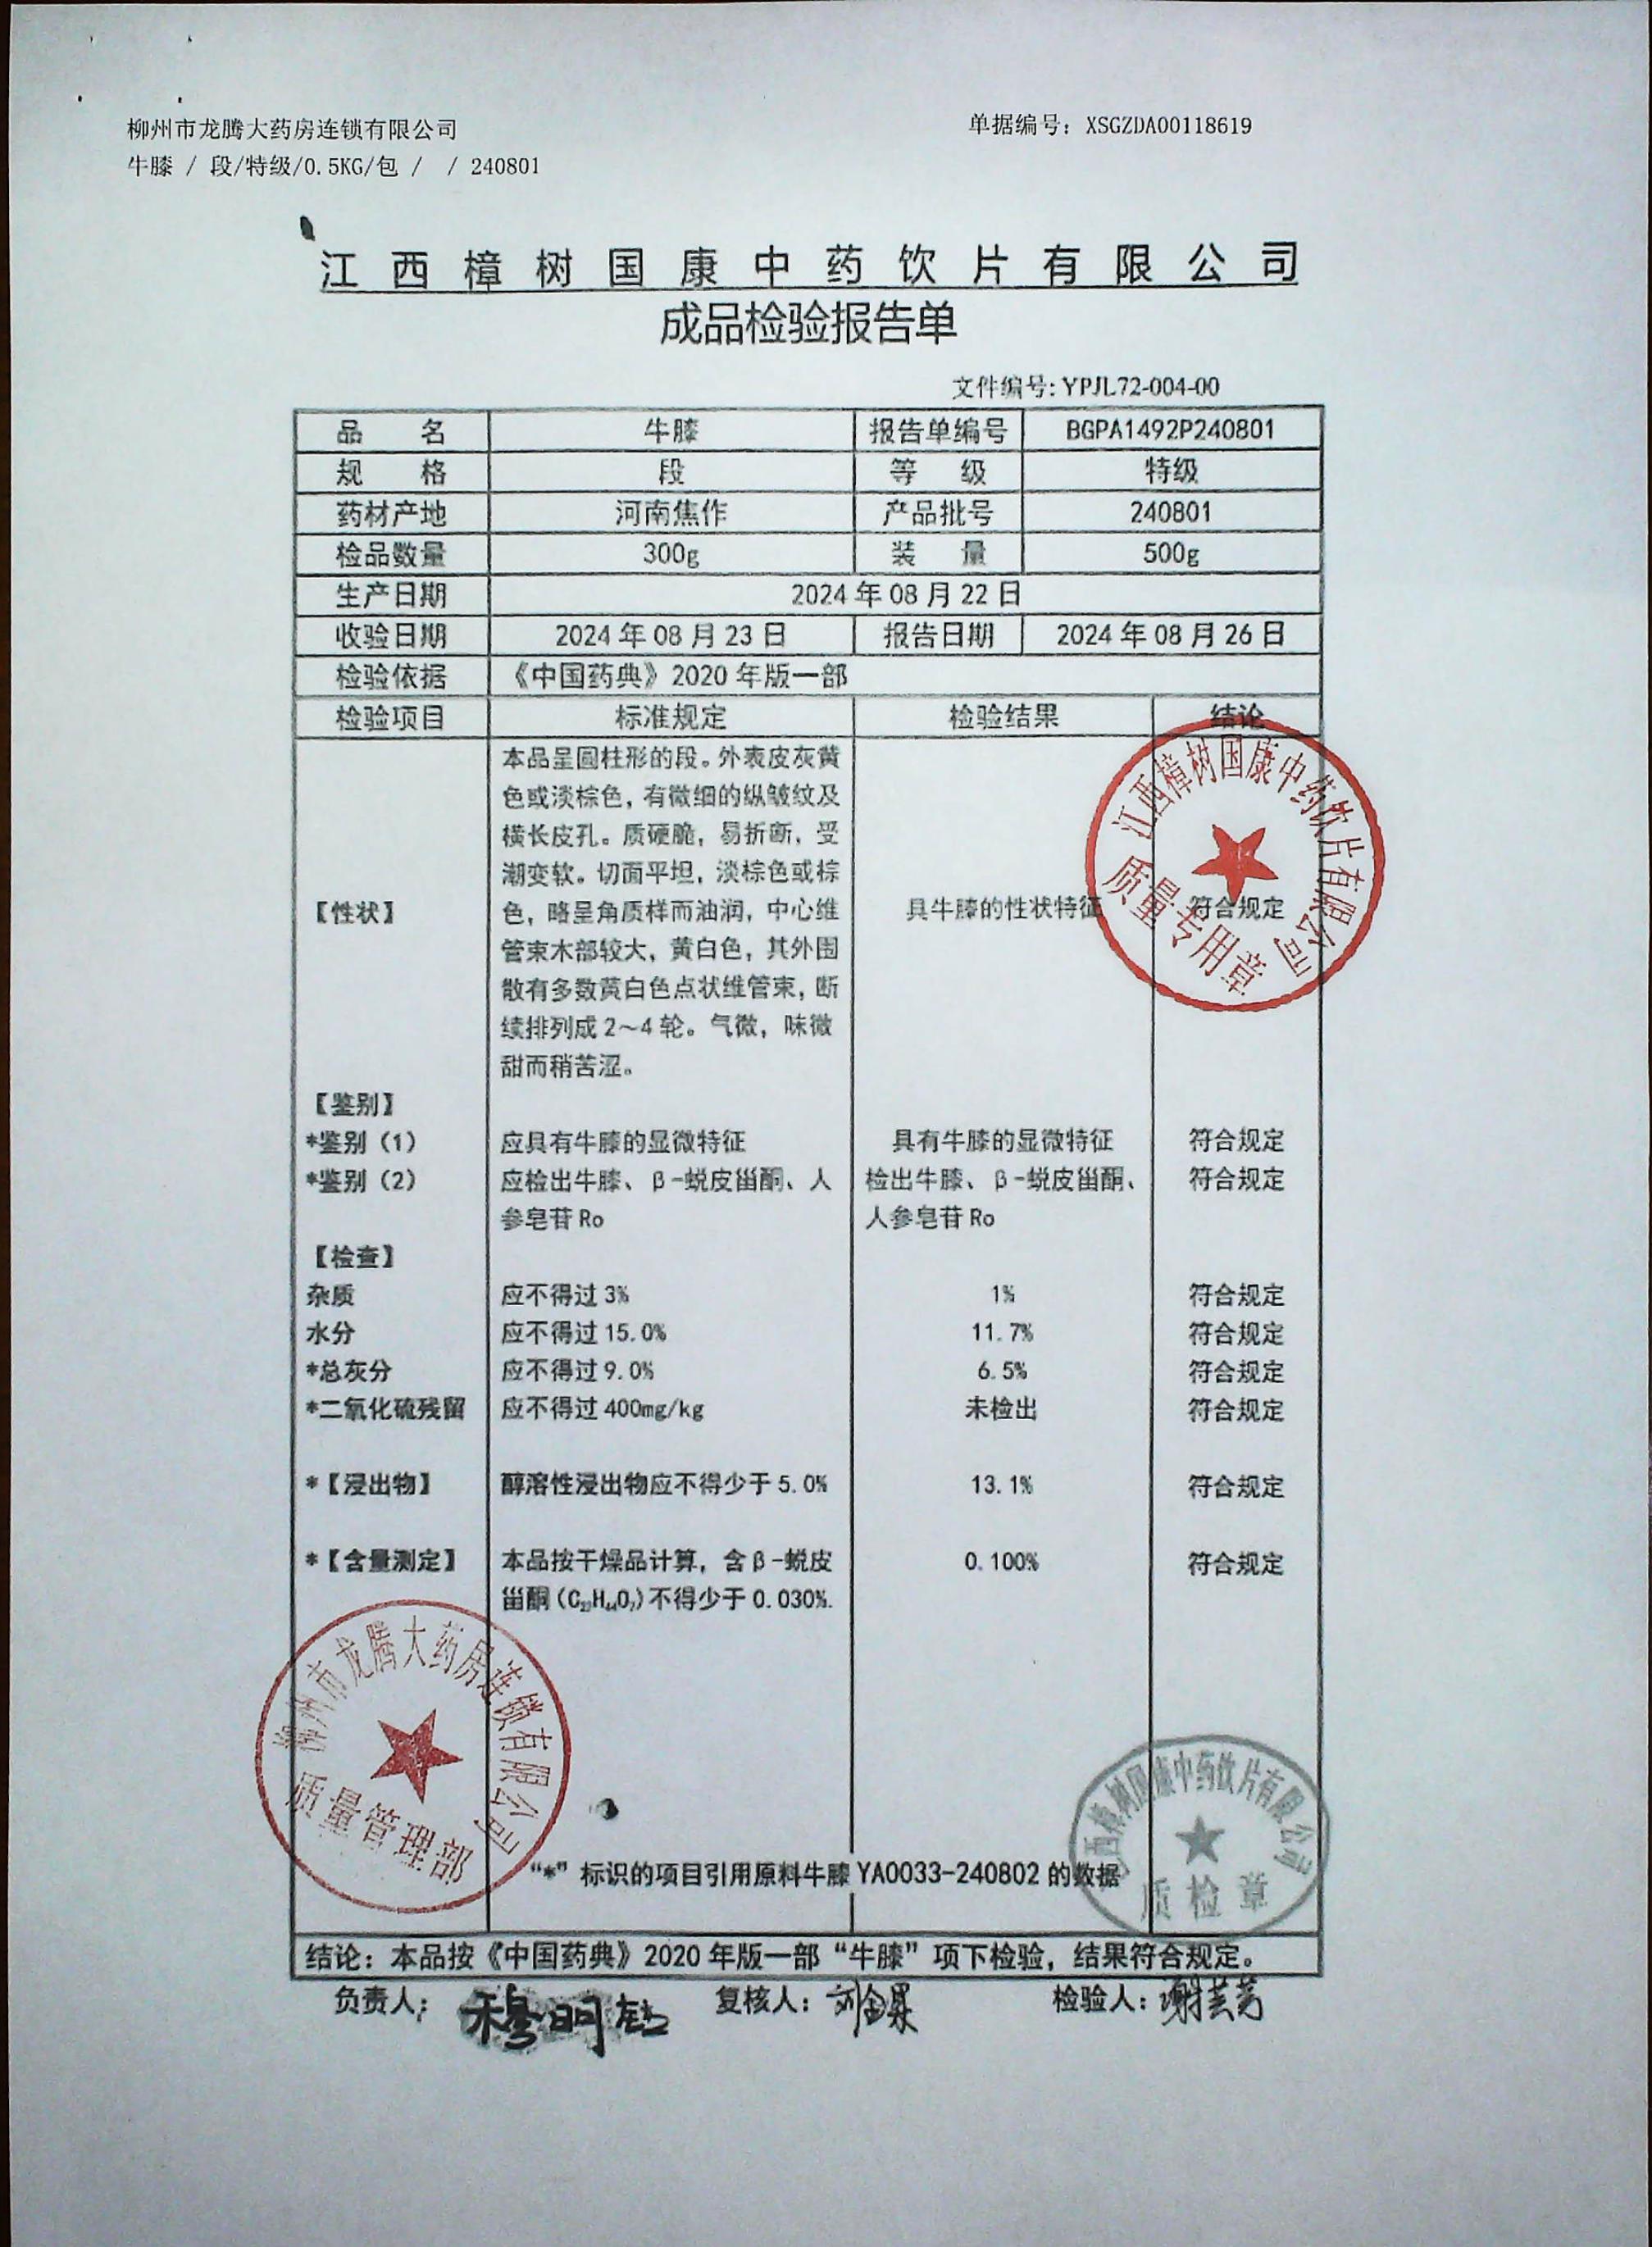 柳州市龙腾大药房连锁有限公司 单据编号：XSGZDA00118619
牛膝 / 段/特级/0.5KG/包 / / 240801
江西樟树国康中药饮片有限公司
成品检验报告单
文件编号：YPJL72-004-00
品 名 牛膝 报告单编号 BGPA1492P240801
规 格 段 等 级 特级
药材产地 河南焦作 产品批号 240801
检品数量 300g 装 量 500g
生产日期 2024年08月22日
收验日期 2024年08月23日 报告日期 2024年08月26日
检验依据 《中国药典》2020年版一部
检验项目 标准规定 检验结果 结论
本品呈圆柱形的段。外表皮灰黄
色或淡棕色，有微细的纵皱纹及
横长皮孔。质硬脆，易折断，受
潮变软。切面平坦，淡棕色或棕
【性状】 色，略呈角质样而油润，中心维 具牛膝的性状特征 符合规定
管束木部较大，黄白色，其外围
散有多数黄白色点状维管束，断
续排列成2～4轮。气微，味微
甜而稍苦涩。
【鉴别】
*鉴别（1） 应具有牛膝的显微特征 具有牛膝的显微特征 符合规定
*鉴别（2） 应检出牛膝、β-蜕皮甾酮、人 检出牛膝、β-蜕皮甾酮、 符合规定
参皂苷Ro 人参皂苷Ro
【检查】
杂质 应不得过3% 1% 符合规定
水分 应不得过15.0% 11.7% 符合规定
*总灰分 应不得过9.0% 6.5% 符合规定
*二氧化硫残留 应不得过400mg/kg 未检出 符合规定
*【浸出物】 醇溶性浸出物应不得少于5.0% 13.1% 符合规定
*【含量测定】 本品按干燥品计算，含β-蜕皮 0.100% 符合规定
甾酮(C₂₇H₄₄O₇)不得少于0.030%.
江西樟树国康中药饮片有限公司
质量专用章
柳州市龙腾大药房连锁有限公司
质量管理部
江西樟树国康中药饮片有限公司
质检章
“*”标识的项目引用原料牛膝YA0033-240802的数据
结论：本品按《中国药典》2020年版一部“牛膝”项下检验，结果符合规定。
负责人： 复核人： 检验人：